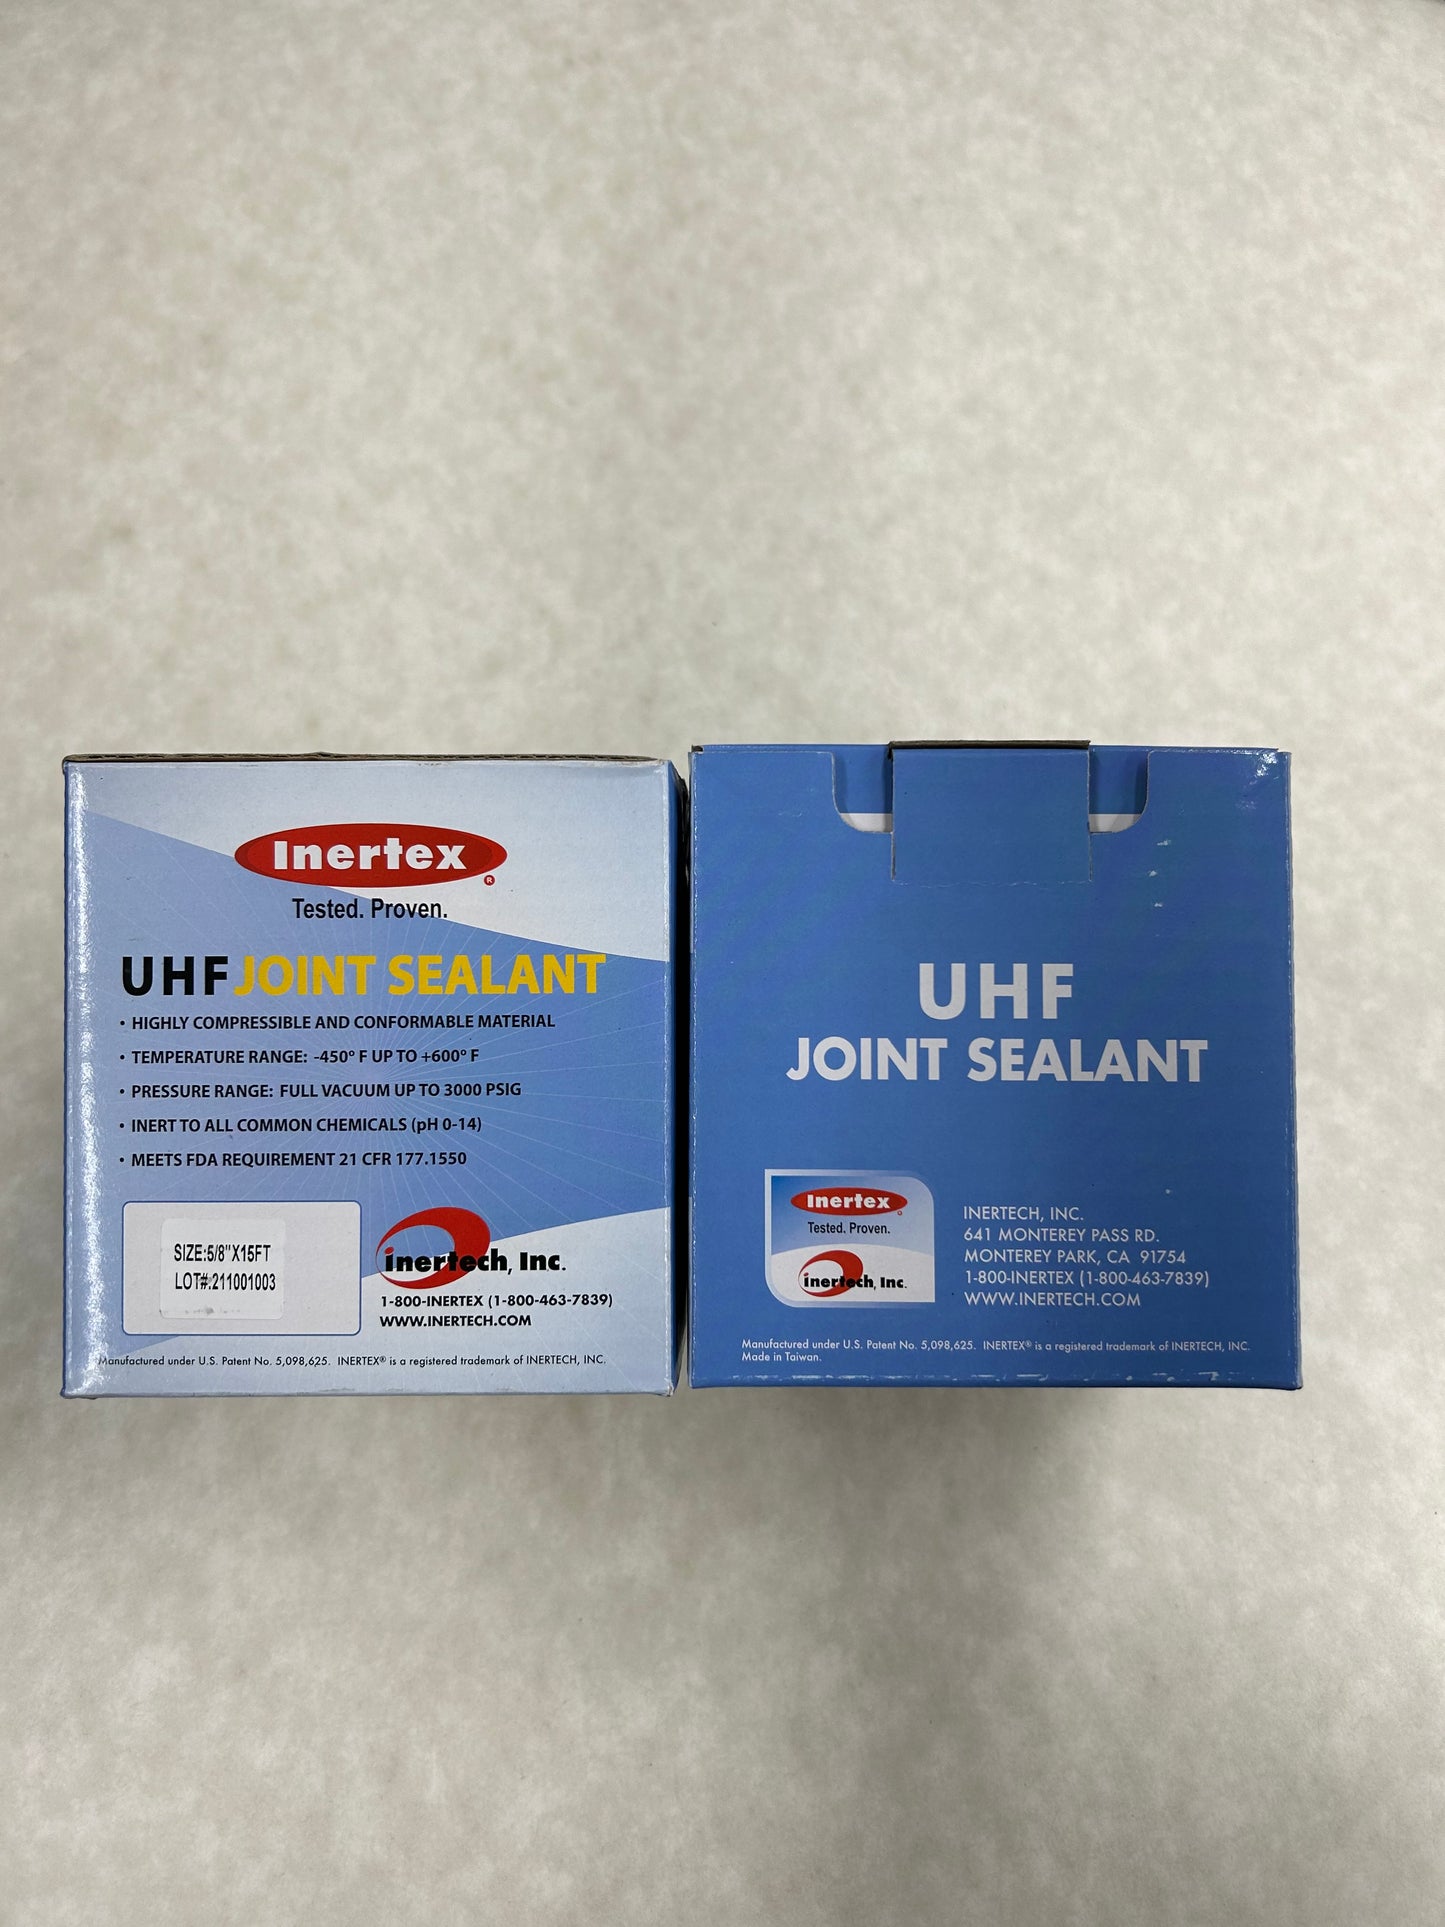 Inertex®
Tested. Proven.
UHF JOINT SEALANT
• HIGHLY COMPRESSIBLE AND CONFORMABLE MATERIAL
• TEMPERATURE RANGE: -450º F UP TO +600º F
• PRESSURE RANGE: FULL VACUUM UP TO 3000 PSIG
• INERT TO ALL COMMON CHEMICALS (pH 0-14)
• MEETS FDA REQUIREMENT 21 CFR 177.1550
SIZE:5/8"X15FT
LOT#:211001003
inertech, Inc.
1-800-INERTEX (1-800-463-7839)
WWW.INERTECH.COM
Manufactured under U.S. Patent No. 5,098,625. INERTEX® is a registered trademark of INERTECH, INC.
UHF
JOINT SEALANT
Inertex®
Tested. Proven.
inertech, Inc.
INERTECH, INC.
641 MONTEREY PASS RD.
MONTEREY PARK, CA 91754
1-800-INERTEX (1-800-463-7839)
WWW.INERTECH.COM
Manufactured under U.S. Patent No. 5,098,625. INERTEX® is a registered trademark of INERTECH, INC.
Made in Taiwan.